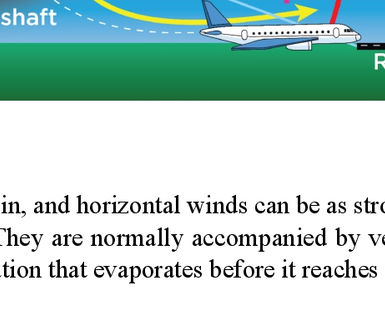 shaft
R
in, and horizontal winds can be as stro
They are normally accompanied by ve
ation that evaporates before it reaches